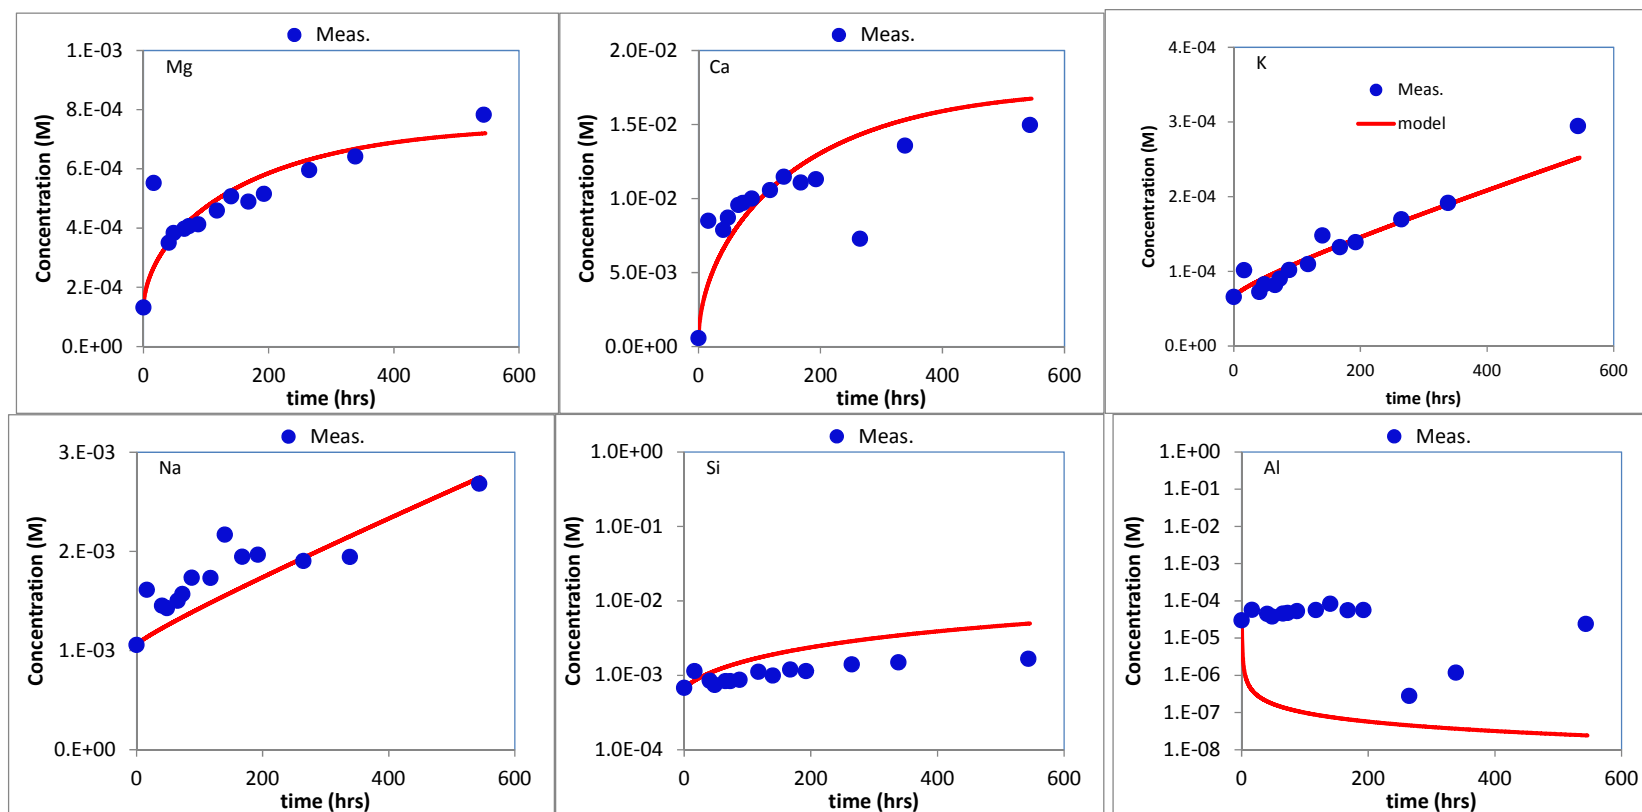 Meas.
Mg
Concentration (M)
1.E-03
8.E-04
6.E-04
4.E-04
2.E-04
0.E+00
0 200 400 600
time (hrs)
Meas.
Ca
Concentration (M)
2.0E-02
1.5E-02
1.0E-02
5.0E-03
0.0E+00
0 200 400 600
time (hrs)
K
Meas.
model
Concentration (M)
4.E-04
3.E-04
2.E-04
1.E-04
0.E+00
0 200 400 600
time (hrs)
Meas.
Na
Concentration (M)
3.E-03
2.E-03
1.E-03
0.E+00
0 200 400 600
time (hrs)
Meas.
Si
Concentration (M)
1.0E+00
1.0E-01
1.0E-02
1.0E-03
1.0E-04
0 200 400 600
time (hrs)
Meas.
Al
Concentration (M)
1.E+00
1.E-01
1.E-02
1.E-03
1.E-04
1.E-05
1.E-06
1.E-07
1.E-08
0 200 400 600
time (hrs)